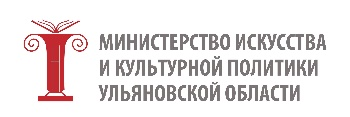 МИНИСТЕРСТВО ИСКУССТВА
И КУЛЬТУРНОЙ ПОЛИТИКИ
УЛЬЯНОВСКОЙ ОБЛАСТИ